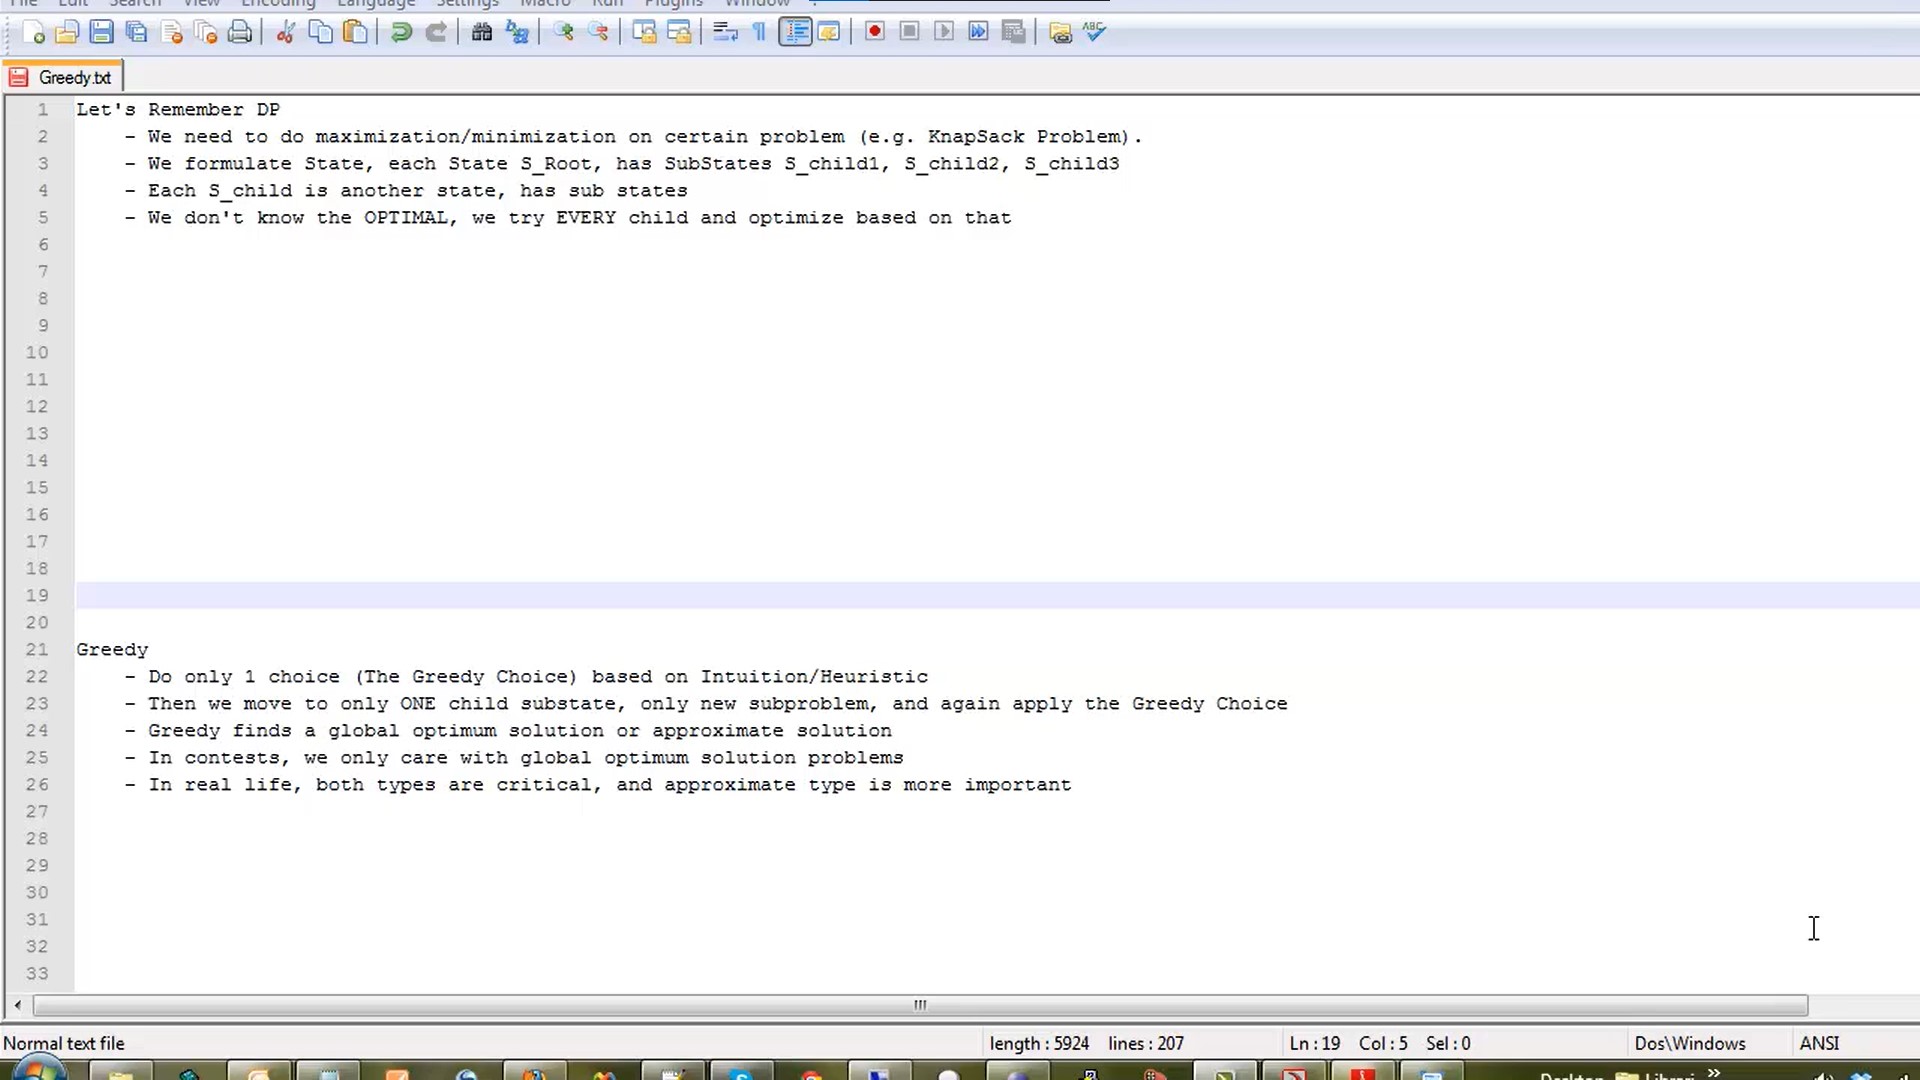 File Edit Search View Encoding Language Settings Macro Run Plugins Window ?
Greedy.txt
1 Let's Remember DP
2 - We need to do maximization/minimization on certain problem (e.g. KnapSack Problem).
3 - We formulate State, each State S_Root, has SubStates S_child1, S_child2, S_child3
4 - Each S_child is another state, has sub states
5 - We don't know the OPTIMAL, we try EVERY child and optimize based on that
6
7
8
9
10
11
12
13
14
15
16
17
18
19
20
21 Greedy
22 - Do only 1 choice (The Greedy Choice) based on Intuition/Heuristic
23 - Then we move to only ONE child substate, only new subproblem, and again apply the Greedy Choice
24 - Greedy finds a global optimum solution or approximate solution
25 - In contests, we only care with global optimum solution problems
26 - In real life, both types are critical, and approximate type is more important
27
28
29
30
31
32
33
Normal text file length : 5924 lines : 207 Ln : 19 Col : 5 Sel : 0 Dos\Windows ANSI
Desktop Librari